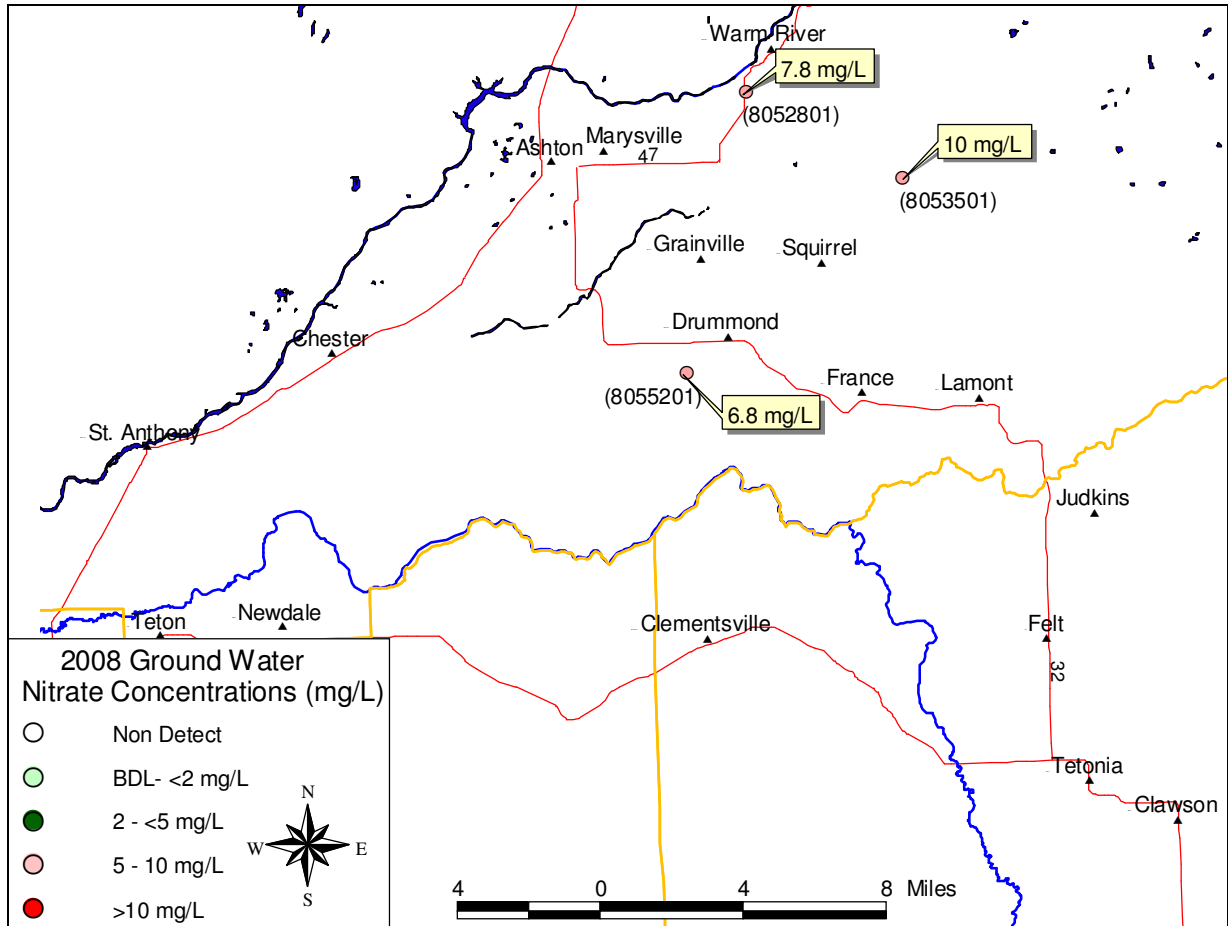 Warm River
7.8 mg/L
(8052801)
Marysville
Ashton
47
10 mg/L
(8053501)
Grainville
Squirrel
Drummond
Chester
France
Lamont
(8055201)
6.8 mg/L
St. Anthony
Judkins
Newdale
Teton
Clementsville
Felt
32
Tetonia
Clawson
2008 Ground Water
Nitrate Concentrations (mg/L)
Non Detect
BDL- <2 mg/L
2 - <5 mg/L
5 - 10 mg/L
>10 mg/L
N
W E
S
4 0 4 8 Miles